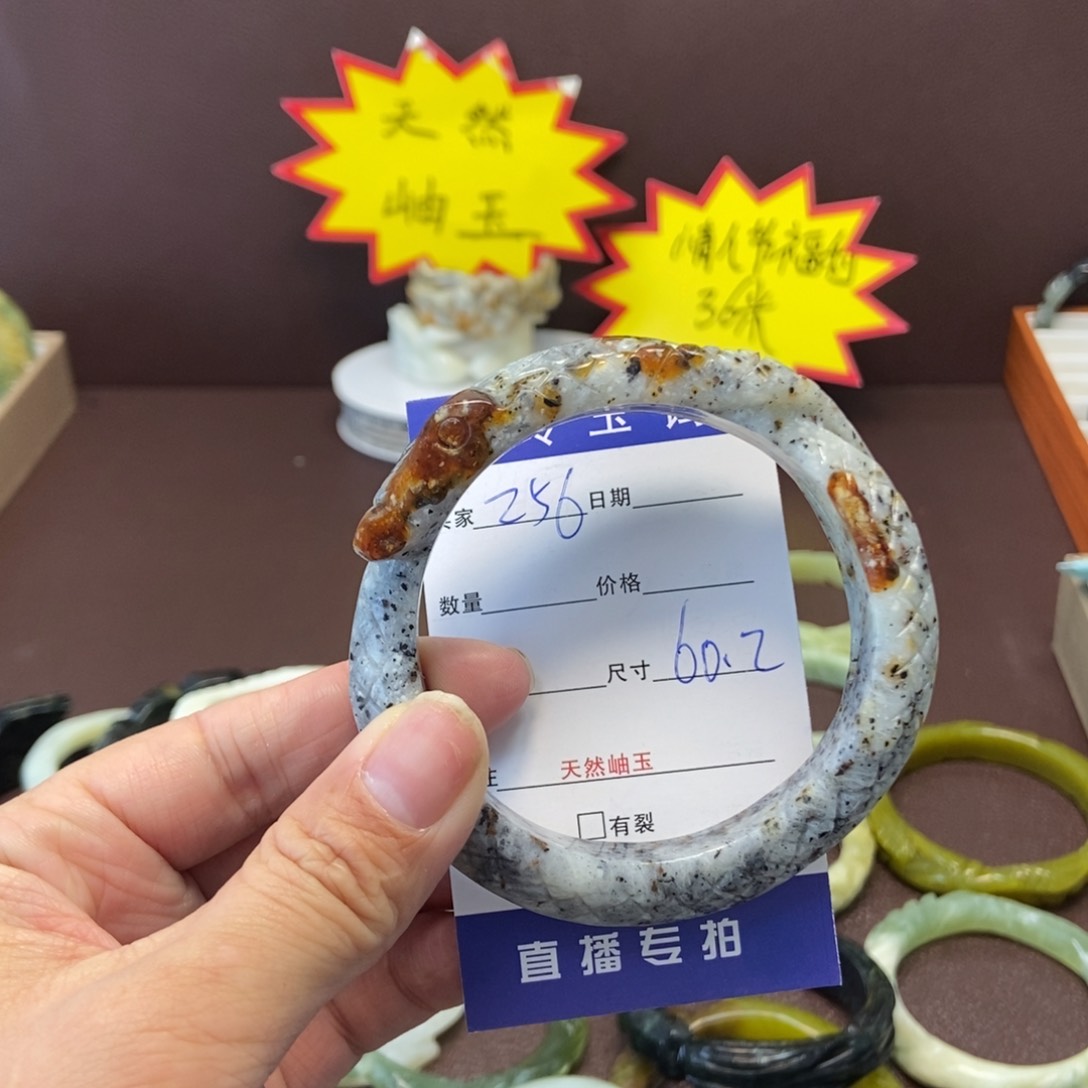 天然
岫玉
情人节福包
36米
玉
家 256 日期
数量 价格
尺寸 60.2
天然岫玉
有裂
直播专拍